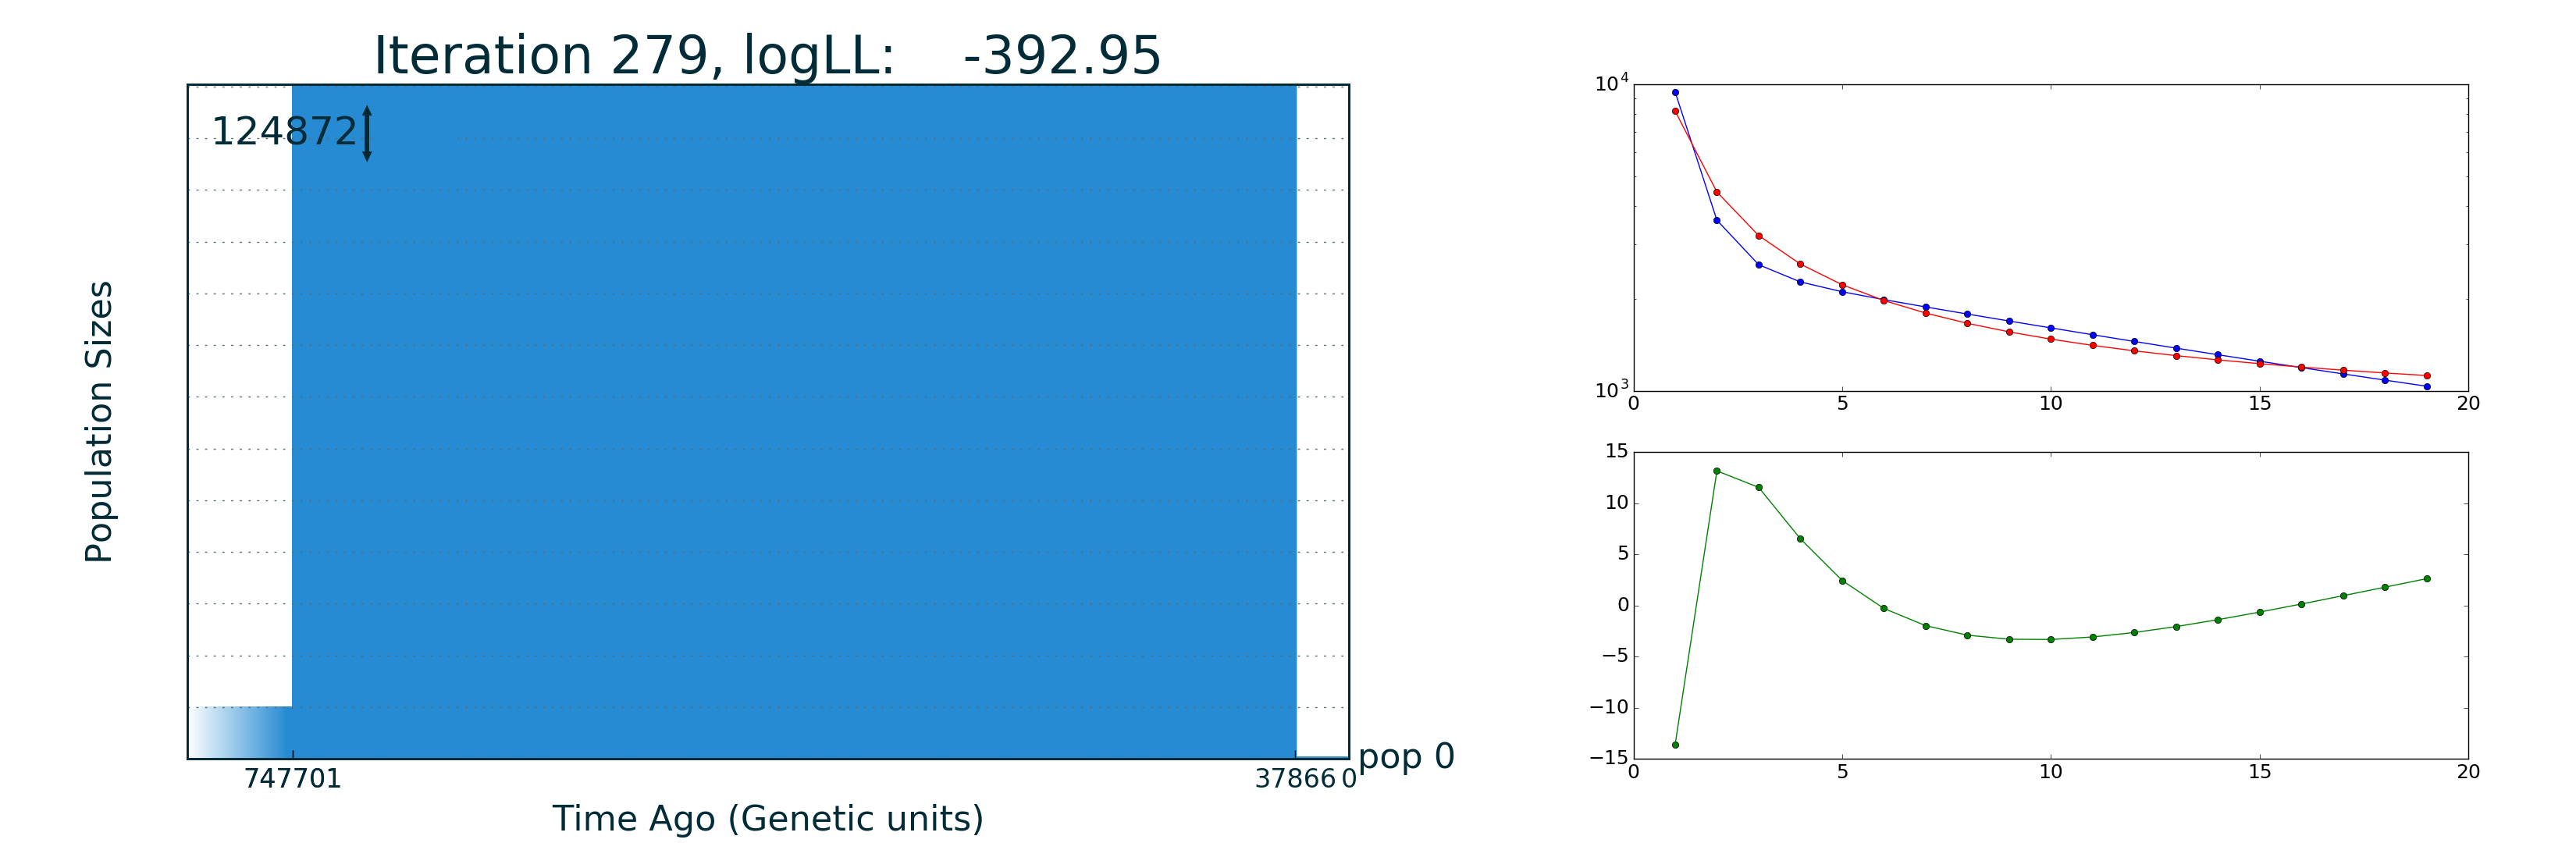 Iteration 279, logLL: -392.95
124872
Population Sizes
747701
37866 0
pop 0
Time Ago (Genetic units)
10^4
10^3
0 5 10 15 20
15
10
5
0
−5
−10
−15
0 5 10 15 20